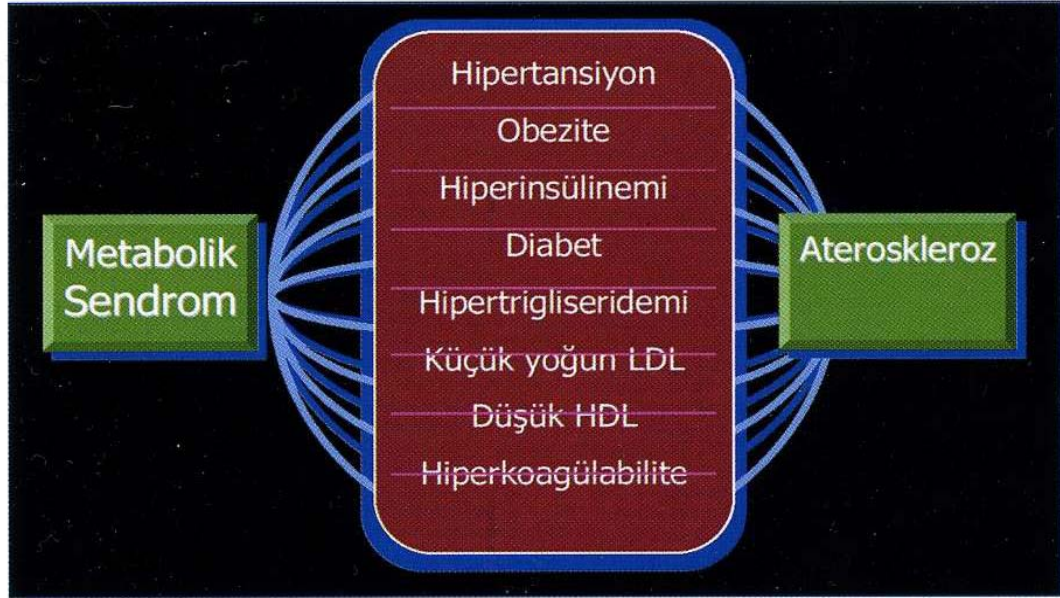 Metabolik
Sendrom
Hipertansiyon
Obezite
Hiperinsülinemi
Diabet
Hipertrigliseridemi
Küçük yoğun LDL
Düşük HDL
Hiperkoagülabilite
Ateroskleroz